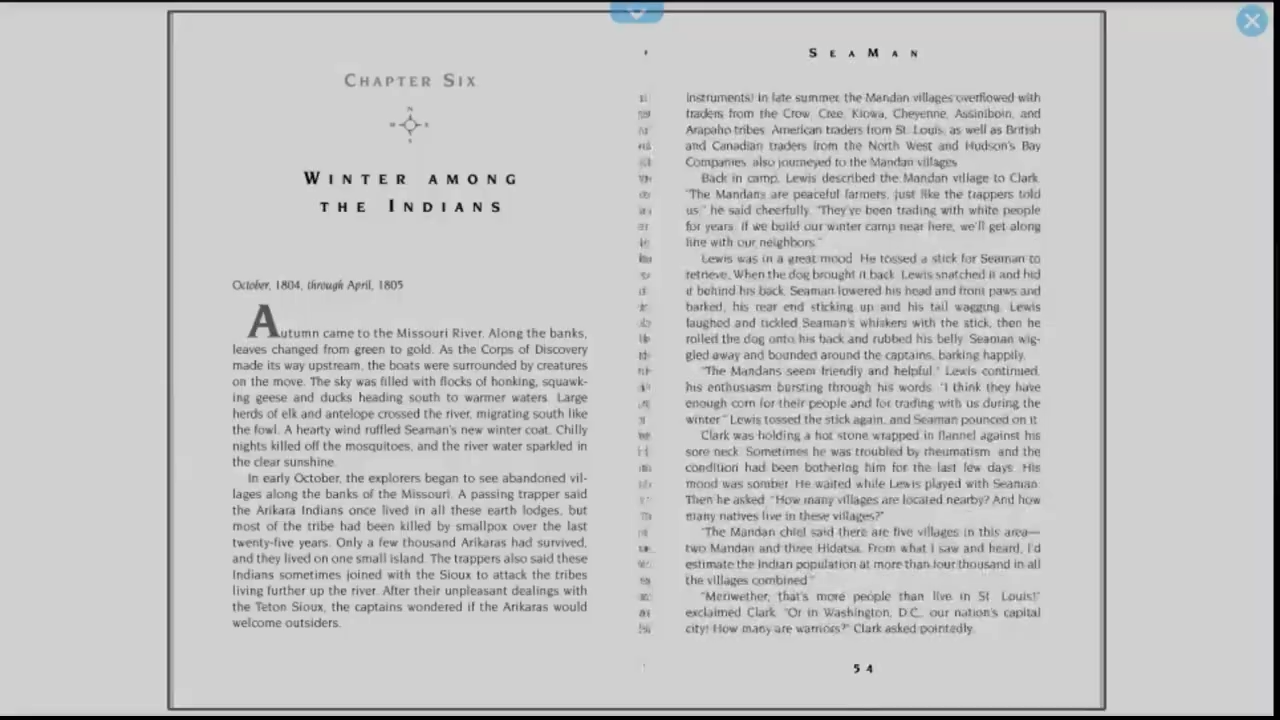 CHAPTER SIX
N
WINTER AMONG
THE INDIANS
October, 1804, through April, 1805
Autumn came to the Missouri River. Along the banks,
leaves changed from green to gold. As the Corps of Discovery
made its way upstream, the boats were surrounded by creatures
on the move. The sky was filled with flocks of honking, squawk-
ing geese and ducks heading south to warmer waters. Large
herds of elk and antelope crossed the river, migrating south like
the fowl. A hearty wind ruffled Seaman's new winter coat. Chilly
nights killed off the mosquitoes, and the river water sparkled in
the clear sunshine.
In early October, the explorers began to see abandoned vil-
lages along the banks of the Missouri. A passing trapper said
the Arikara Indians once lived in all these earth lodges, but
most of the tribe had been killed by smallpox over the last
twenty-five years. Only a few thousand Arikaras had survived,
and they lived on one small island. The trappers also said these
Indians sometimes joined with the Sioux to attack the tribes
living further up the river. After their unpleasant dealings with
the Teton Sioux, the captains wondered if the Arikaras would
welcome outsiders.
SEAMAN
instruments! In late summer, the Mandan villages overflowed with
traders from the Crow, Cree, Kiowa, Cheyenne, Assiniboin, and
Arapaho tribes. American traders from St. Louis, as well as British
and Canadian traders from the North West and Hudson's Bay
Companies, also journeyed to the Mandan villages.
Back in camp, Lewis described the Mandan village to Clark.
"The Mandans are peaceful farmers, just like the trappers told
us," he said cheerfully. "They've been trading with white people
for years. If we build our winter camp near here, we'll get along
fine with our neighbors."
Lewis was in a great mood. He tossed a stick for Seaman to
retrieve. When the dog brought it back, Lewis snatched it and hid
it behind his back. Seaman lowered his head and front paws and
barked, his rear end sticking up and his tail wagging. Lewis
laughed and tickled Seaman's whiskers with the stick, then he
rolled the dog onto his back and rubbed his belly. Seaman wig-
gled away and bounded around the captains, barking happily.
"The Mandans seem friendly and helpful," Lewis continued,
his enthusiasm bursting through his words. "I think they have
enough corn for their people and for trading with us during the
winter." Lewis tossed the stick again, and Seaman pounced on it.
Clark was holding a hot stone wrapped in flannel against his
sore neck. Sometimes he was troubled by rheumatism, and the
condition had been bothering him for the last few days. His
mood was somber. He waited while Lewis played with Seaman.
Then he asked, "How many villages are located nearby? And how
many natives live in these villages?"
"The Mandan chief said there are five villages in this area—
two Mandan and three Hidatsa. From what I saw and heard, I'd
estimate the Indian population at more than four thousand in all
the villages combined."
"Meriwether, that's more people than live in St. Louis!"
exclaimed Clark. "Or in Washington, D.C., our nation's capital
city! How many are warriors?" Clark asked pointedly.
54